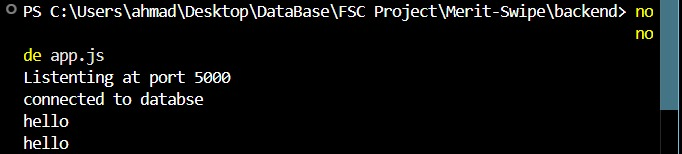 PS C:\Users\ahmad\Desktop\DataBase\FSC Project\Merit-Swipe\backend> no
no
de app.js
Listenting at port 5000
connected to databse
hello
hello